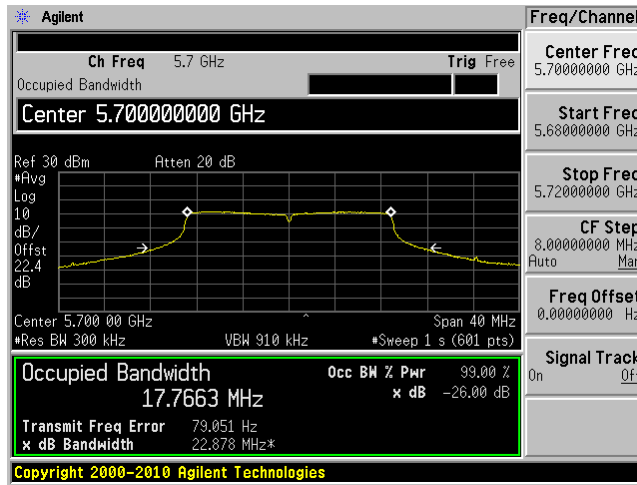 Agilent
Freq/Channel
Ch Freq 5.7 GHz Trig Free
Occupied Bandwidth
Center 5.700000000 GHz
Ref 30 dBm Atten 20 dB
#Avg
Log
10
dB/
Offst
22.4
dB
Center 5.700 00 GHz Span 40 MHz
#Res BW 300 kHz VBW 910 kHz #Sweep 1 s (601 pts)
Occupied Bandwidth Occ BW % Pwr 99.00 %
17.7663 MHz x dB -26.00 dB
Transmit Freq Error 79.051 Hz
x dB Bandwidth 22.878 MHz*
Copyright 2000-2010 Agilent Technologies
Center Freq
5.70000000 GHz
Start Freq
5.68000000 GHz
Stop Freq
5.72000000 GHz
CF Step
8.00000000 MHz
Auto Man
Freq Offset
0.00000000 Hz
Signal Track
On Off